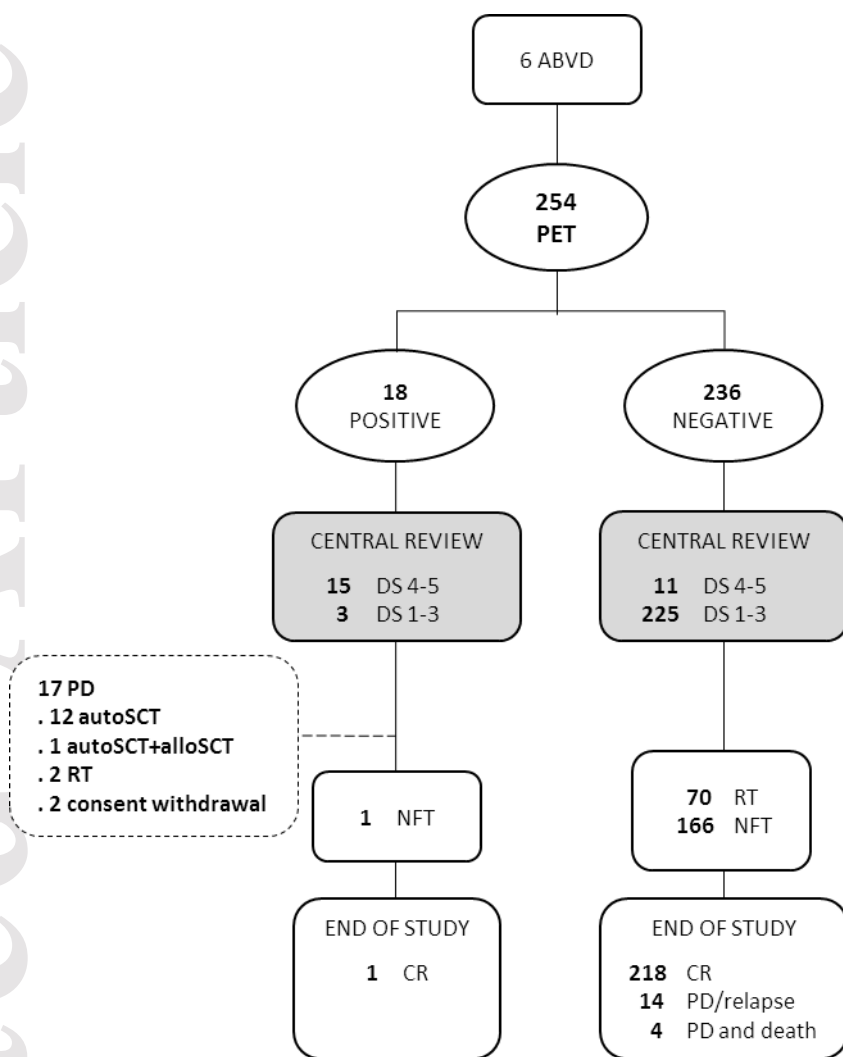 6 ABVD
254
PET
18
POSITIVE
236
NEGATIVE
CENTRAL REVIEW
15 DS 4-5
3 DS 1-3
CENTRAL REVIEW
11 DS 4-5
225 DS 1-3
17 PD
. 12 autoSCT
. 1 autoSCT+alloSCT
. 2 RT
. 2 consent withdrawal
1 NFT
70 RT
166 NFT
END OF STUDY
1 CR
END OF STUDY
218 CR
14 PD/relapse
4 PD and death